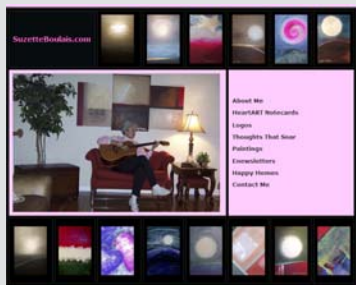 SuzetteBoulais.com
About Me
HeartART Notecards
Logos
Thoughts That Soar
Paintings
Enewsletters
Happy Homes
Contact Me